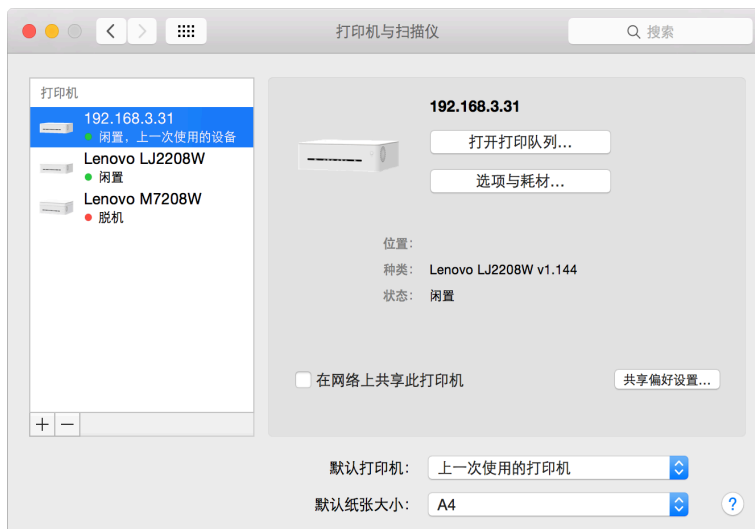 打印机与扫描仪
搜索
打印机
192.168.3.31
闲置，上一次使用的设备
Lenovo LJ2208W
闲置
Lenovo M7208W
脱机
192.168.3.31
打开打印队列...
选项与耗材...
位置:
种类: Lenovo LJ2208W v1.144
状态: 闲置
在网络上共享此打印机
共享偏好设置...
默认打印机: 上一次使用的打印机
默认纸张大小: A4
?